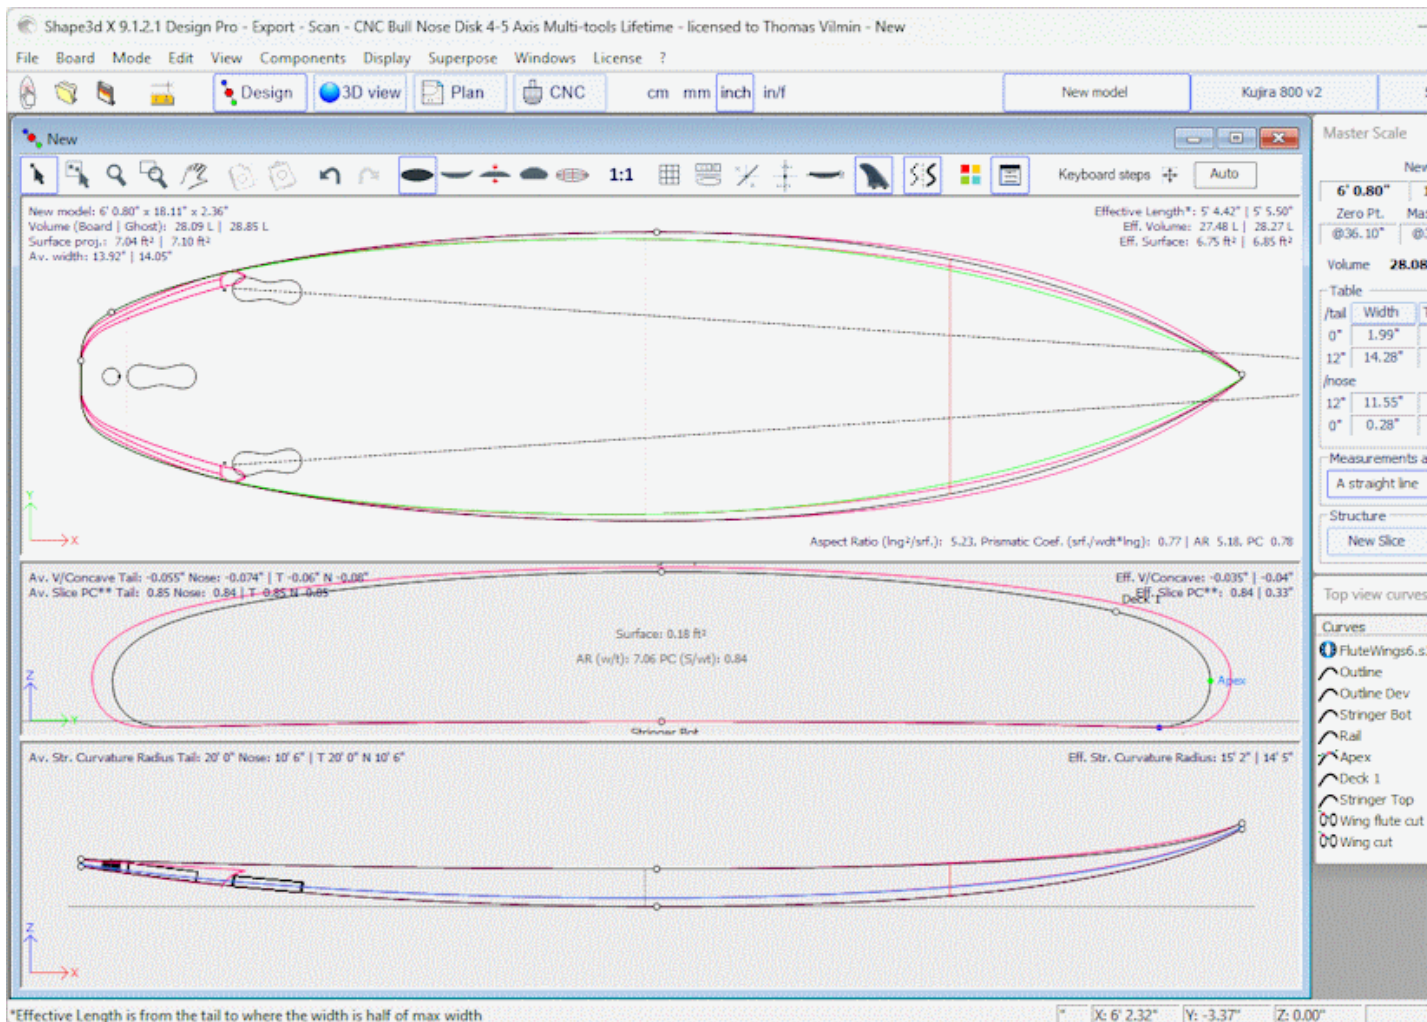 Shape3d X 9.1.2.1 Design Pro - Export - Scan - CNC Bull Nose Disk 4-5 Axis Multi-tools Lifetime - licensed to Thomas Vilmin - New
File Board Mode Edit View Components Display Superpose Windows License ?
Design 3D view Plan CNC cm mm inch in/f New model Kujira 800 v2
New
1:1 Keyboard steps Auto
New model: 6' 0.80" x 18.11" x 2.36"
Volume (Board | Ghost): 28.09 L | 28.85 L
Surface proj.: 7.04 ft² | 7.10 ft²
Av. width: 13.92" | 14.05"
Effective Length*: 5' 4.42" | 5' 5.50"
Eff. Volume: 27.48 L | 28.27 L
Eff. Surface: 6.75 ft² | 6.85 ft²
Y
X
Aspect Ratio (lng²/srf.): 5.23, Prismatic Coef. (srf./wdt*lng): 0.77 | AR 5.18, PC 0.78
Av. V/Concave Tail: -0.055" Nose: -0.074" | T -0.06" N -0.08"
Av. Slice PC** Tail: 0.85 Nose: 0.84 | T 0.85 N 0.85
Eff. V/Concave: -0.035" | -0.04"
Eff. Slice PC**: 0.84 | 0.33"
Deck 1
Surface: 0.18 ft²
AR (w/t): 7.06 PC (S/wt): 0.84
Apex
Z
Y
Stringer Bot
Av. Str. Curvature Radius Tail: 20' 0" Nose: 10' 6" | T 20' 0" N 10' 6"
Eff. Str. Curvature Radius: 15' 2" | 14' 5"
Z
X
Master Scale
New
6' 0.80"
Zero Pt. Ma
@36.10"
Volume 28.08
Table
/tail Width T
0" 1.99"
12" 14.28"
/nose
12" 11.55"
0" 0.28"
Measurements a
A straight line
Structure
New Slice
Top view curves
Curves
FluteWings6.s
Outline
Outline Dev
Stringer Bot
Rail
Apex
Deck 1
Stringer Top
Wing flute cut
Wing cut
*Effective Length is from the tail to where the width is half of max width
" X: 6' 2.32" Y: -3.37" Z: 0.00"